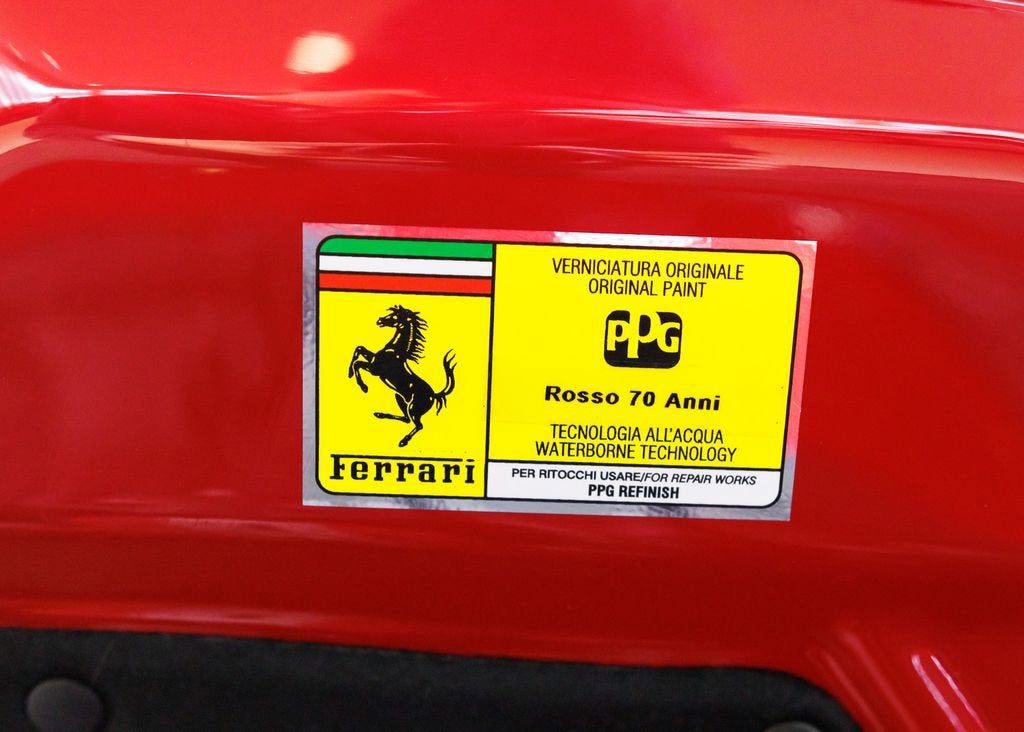 VERNICIATURA ORIGINALE
ORIGINAL PAINT
PPG
Rosso 70 Anni
TECNOLOGIA ALL'ACQUA
WATERBORNE TECHNOLOGY
Ferrari
PER RITOCCHI USARE/FOR REPAIR WORKS
PPG REFINISH